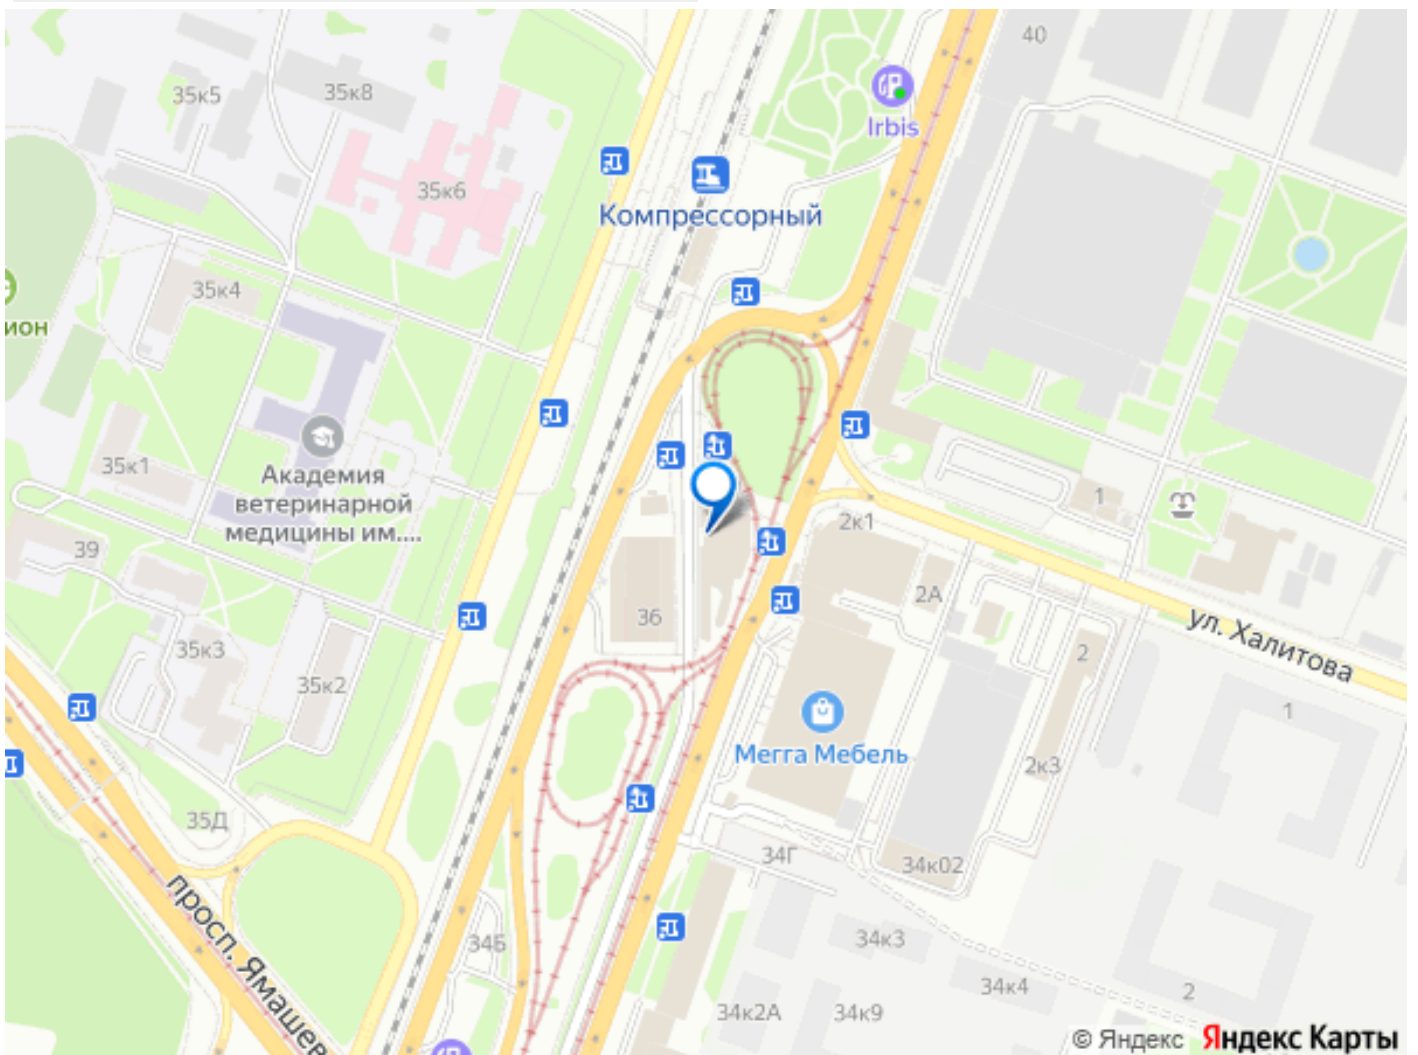 40
35к5
35к8
Irbis
35к6
Компрессорный
35к4
ион
35к1
Академия
ветеринарной
медицины им....
1
2к1
39
2А
36
ул. Халитова
35к3
2
35к2
1
Мегга Мебель
2к3
35Д
34Г
34к02
просп. Ямашев
34Б
34к3
34к4
2
34к2А
34к9
© Яндекс Яндекс Карты